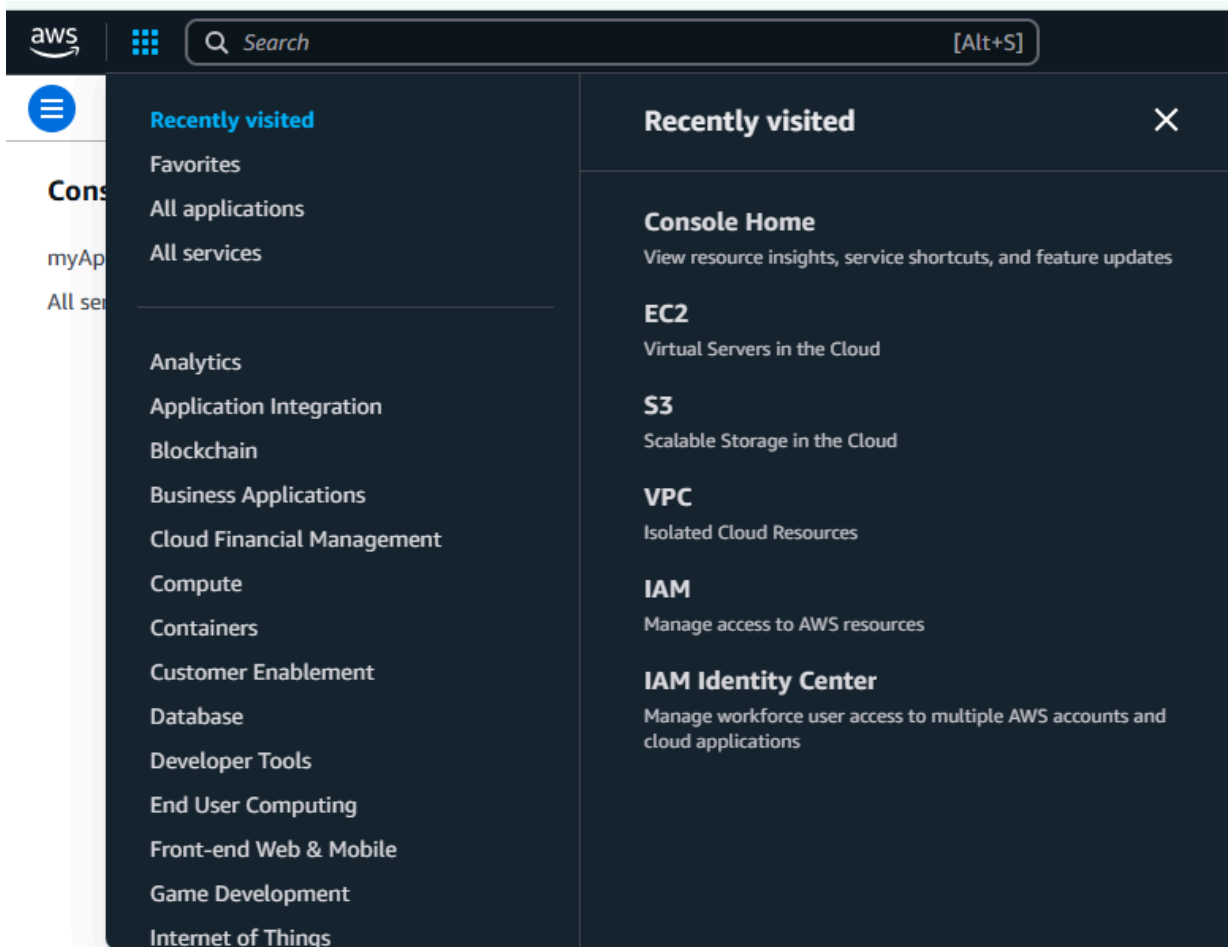 aws
Search [Alt+S]
Cons
myAp
All ser
Recently visited
Favorites
All applications
All services
Analytics
Application Integration
Blockchain
Business Applications
Cloud Financial Management
Compute
Containers
Customer Enablement
Database
Developer Tools
End User Computing
Front-end Web & Mobile
Game Development
Internet of Things
Recently visited
Console Home
View resource insights, service shortcuts, and feature updates
EC2
Virtual Servers in the Cloud
S3
Scalable Storage in the Cloud
VPC
Isolated Cloud Resources
IAM
Manage access to AWS resources
IAM Identity Center
Manage workforce user access to multiple AWS accounts and
cloud applications